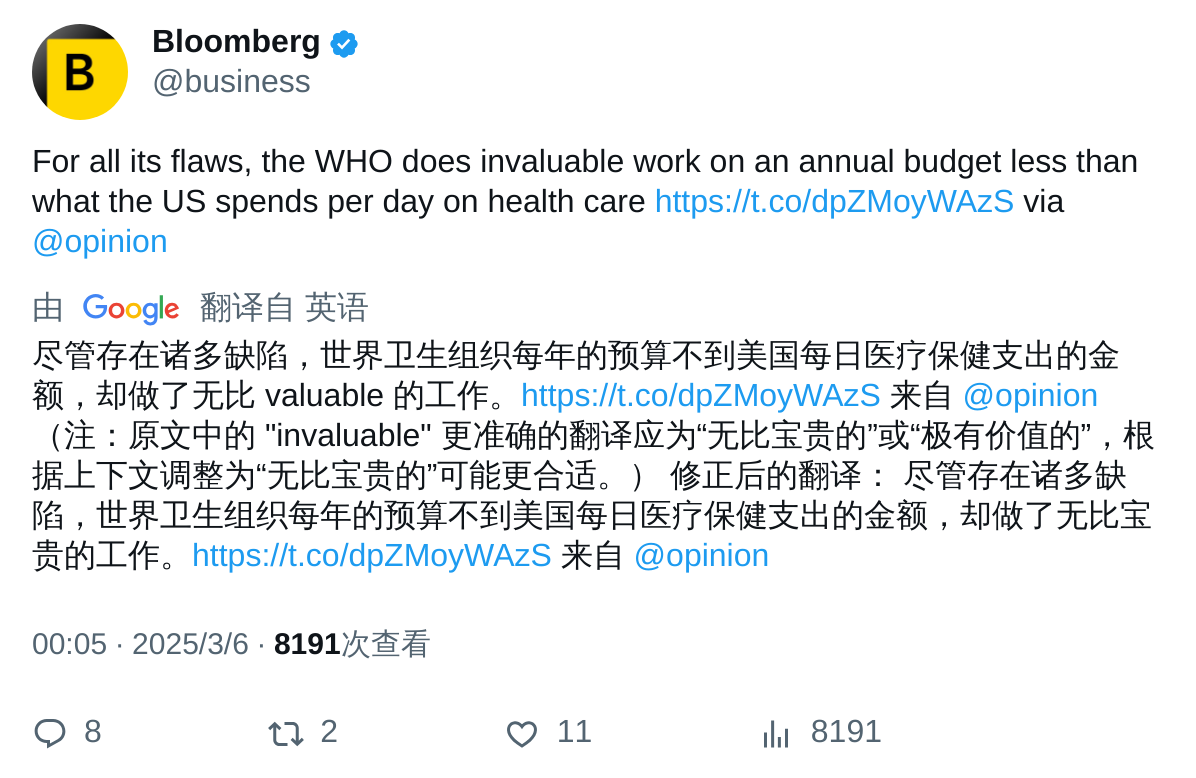 B
Bloomberg
@business
For all its flaws, the WHO does invaluable work on an annual budget less than
what the US spends per day on health care https://t.co/dpZMoyWAzS via
@opinion
由 Google 翻译自 英语
尽管存在诸多缺陷，世界卫生组织每年的预算不到美国每日医疗保健支出的金
额，却做了无比 valuable 的工作。https://t.co/dpZMoyWAzS 来自 @opinion
（注：原文中的 "invaluable" 更准确的翻译应为“无比宝贵的”或“极有价值的”，根
据上下文调整为“无比宝贵的”可能更合适。） 修正后的翻译： 尽管存在诸多缺
陷，世界卫生组织每年的预算不到美国每日医疗保健支出的金额，却做了无比宝
贵的工作。https://t.co/dpZMoyWAzS 来自 @opinion
00:05 · 2025/3/6 · 8191次查看
8 2 11 8191